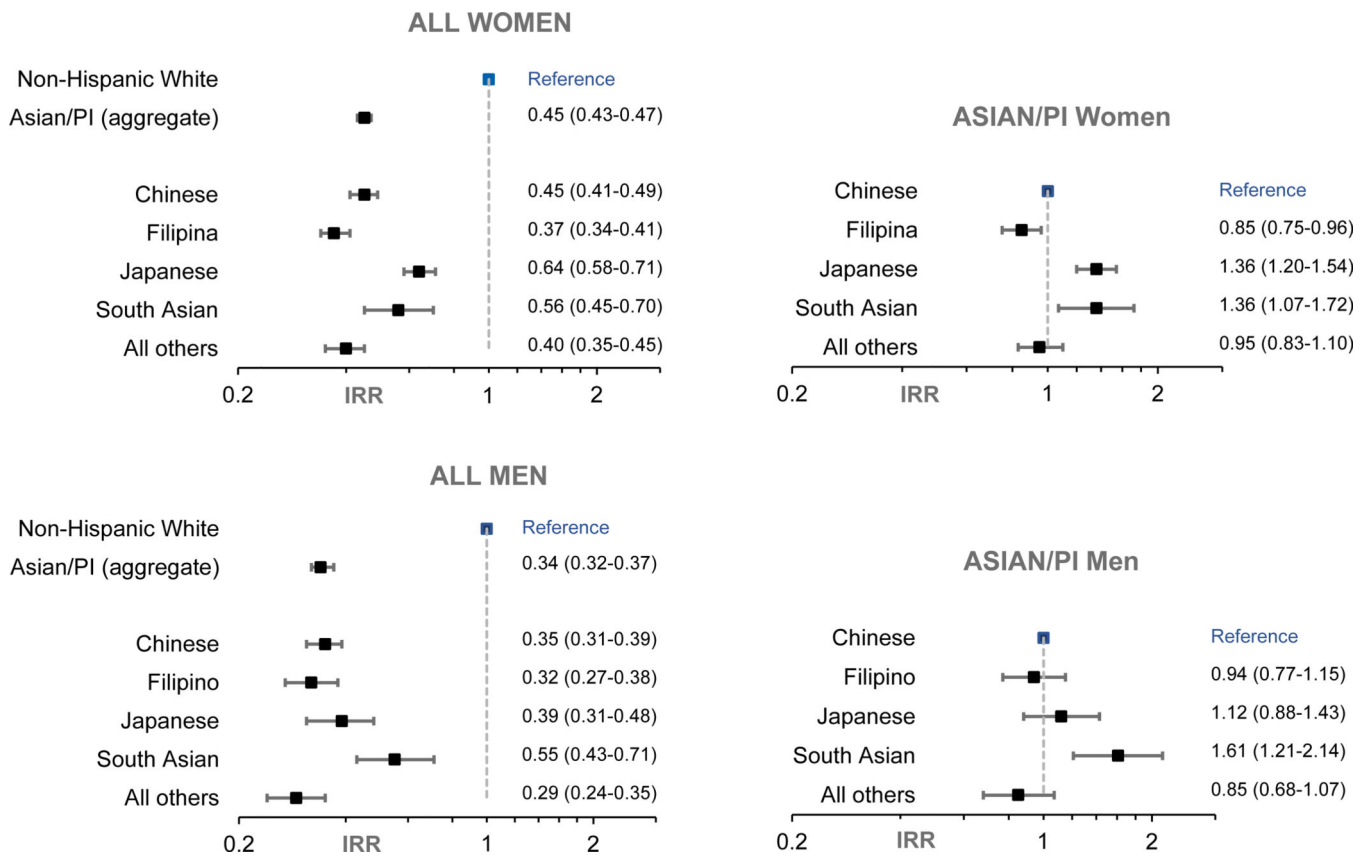 ALL WOMEN
Non-Hispanic White Reference
Asian/PI (aggregate) 0.45 (0.43-0.47)
Chinese 0.45 (0.41-0.49)
Filipina 0.37 (0.34-0.41)
Japanese 0.64 (0.58-0.71)
South Asian 0.56 (0.45-0.70)
All others 0.40 (0.35-0.45)
0.2 IRR 1 2
ASIAN/PI Women
Chinese Reference
Filipina 0.85 (0.75-0.96)
Japanese 1.36 (1.20-1.54)
South Asian 1.36 (1.07-1.72)
All others 0.95 (0.83-1.10)
0.2 IRR 1 2
ALL MEN
Non-Hispanic White Reference
Asian/PI (aggregate) 0.34 (0.32-0.37)
Chinese 0.35 (0.31-0.39)
Filipino 0.32 (0.27-0.38)
Japanese 0.39 (0.31-0.48)
South Asian 0.55 (0.43-0.71)
All others 0.29 (0.24-0.35)
0.2 IRR 1 2
ASIAN/PI Men
Chinese Reference
Filipino 0.94 (0.77-1.15)
Japanese 1.12 (0.88-1.43)
South Asian 1.61 (1.21-2.14)
All others 0.85 (0.68-1.07)
0.2 IRR 1 2